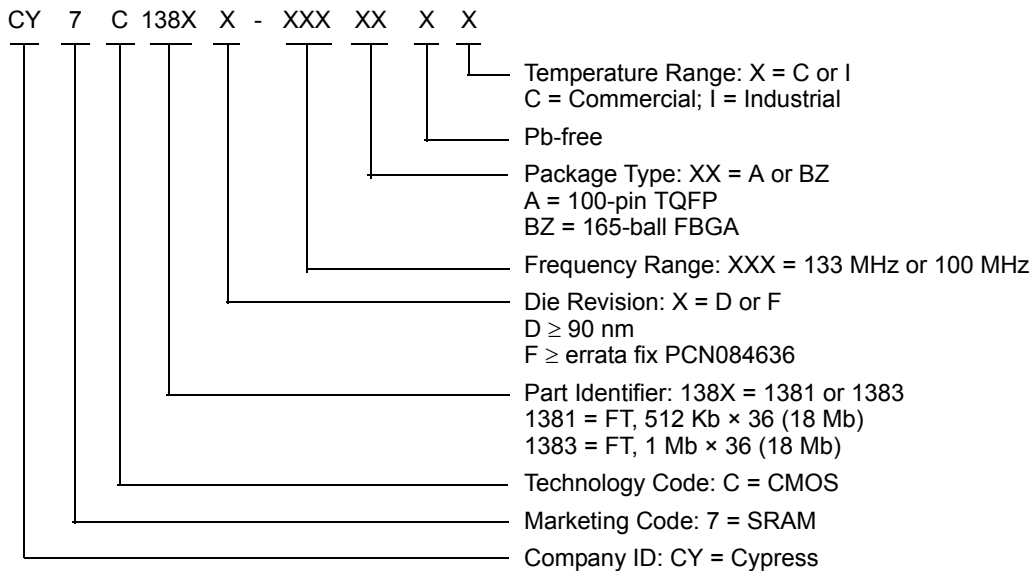 CY 7 C 138X X - XXX XX X X
Temperature Range: X = C or I
C = Commercial; I = Industrial
Pb-free
Package Type: XX = A or BZ
A = 100-pin TQFP
BZ = 165-ball FBGA
Frequency Range: XXX = 133 MHz or 100 MHz
Die Revision: X = D or F
D ≥ 90 nm
F ≥ errata fix PCN084636
Part Identifier: 138X = 1381 or 1383
1381 = FT, 512 Kb × 36 (18 Mb)
1383 = FT, 1 Mb × 36 (18 Mb)
Technology Code: C = CMOS
Marketing Code: 7 = SRAM
Company ID: CY = Cypress